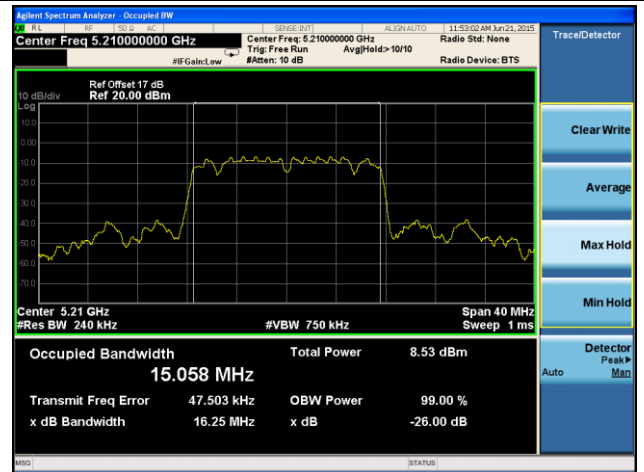 Agilent Spectrum Analyzer - Occupied BW
RL RF 50 Ω AC SENSE:INT ALIGN AUTO 11:53:02 AM Jun 21, 2015
Center Freq 5.210000000 GHz Center Freq: 5.210000000 GHz Radio Std: None Trace/Detector
Trig: Free Run Avg|Hold:>10/10
#IFGain:Low #Atten: 10 dB Radio Device: BTS
Ref Offset 17 dB
10 dB/div Ref 20.00 dBm
Log
10.0
0.00
-10.0
-20.0
-30.0
-40.0
-50.0
-60.0
-70.0
Clear Write
Average
Max Hold
Min Hold
Center 5.21 GHz Span 40 MHz
#Res BW 240 kHz #VBW 750 kHz Sweep 1 ms
Occupied Bandwidth Total Power 8.53 dBm
15.058 MHz
Transmit Freq Error 47.503 kHz OBW Power 99.00 %
x dB Bandwidth 16.25 MHz x dB -26.00 dB
Detector
Peak▶
Auto Man
MSG STATUS